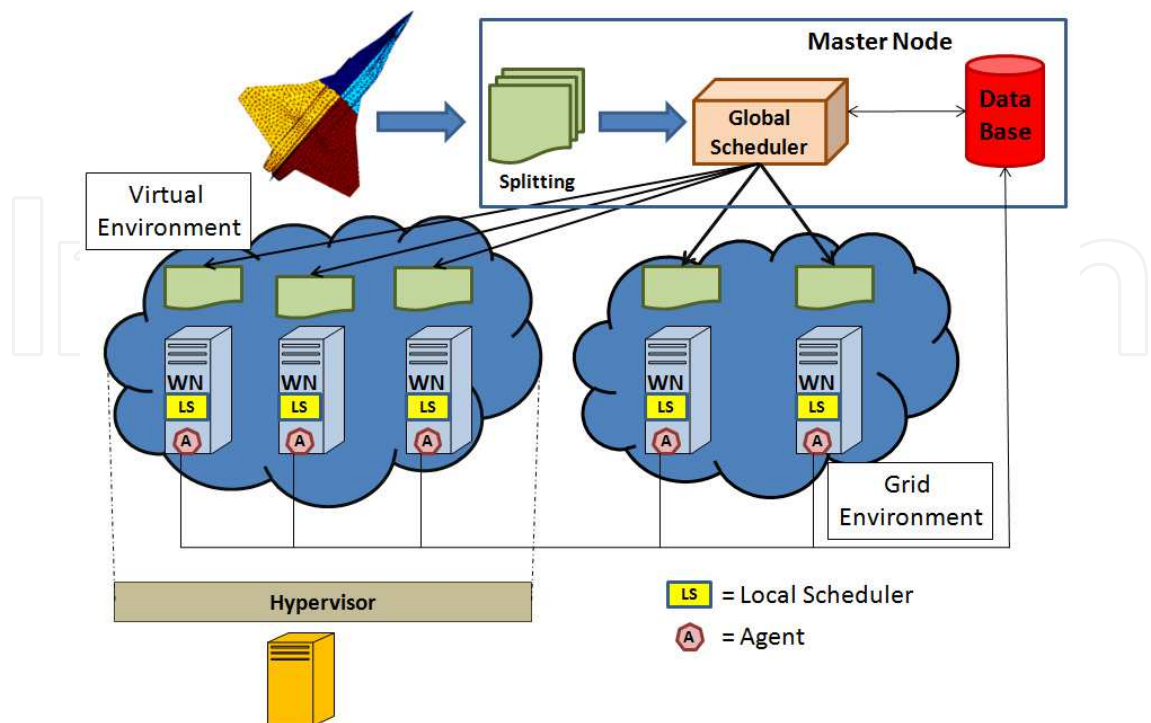 Master Node
Data
Base
Global
Scheduler
Splitting
Virtual
Environment
WN
LS
A
WN
LS
A
WN
LS
A
WN
LS
A
WN
LS
A
Grid
Environment
Hypervisor
LS = Local Scheduler
A = Agent